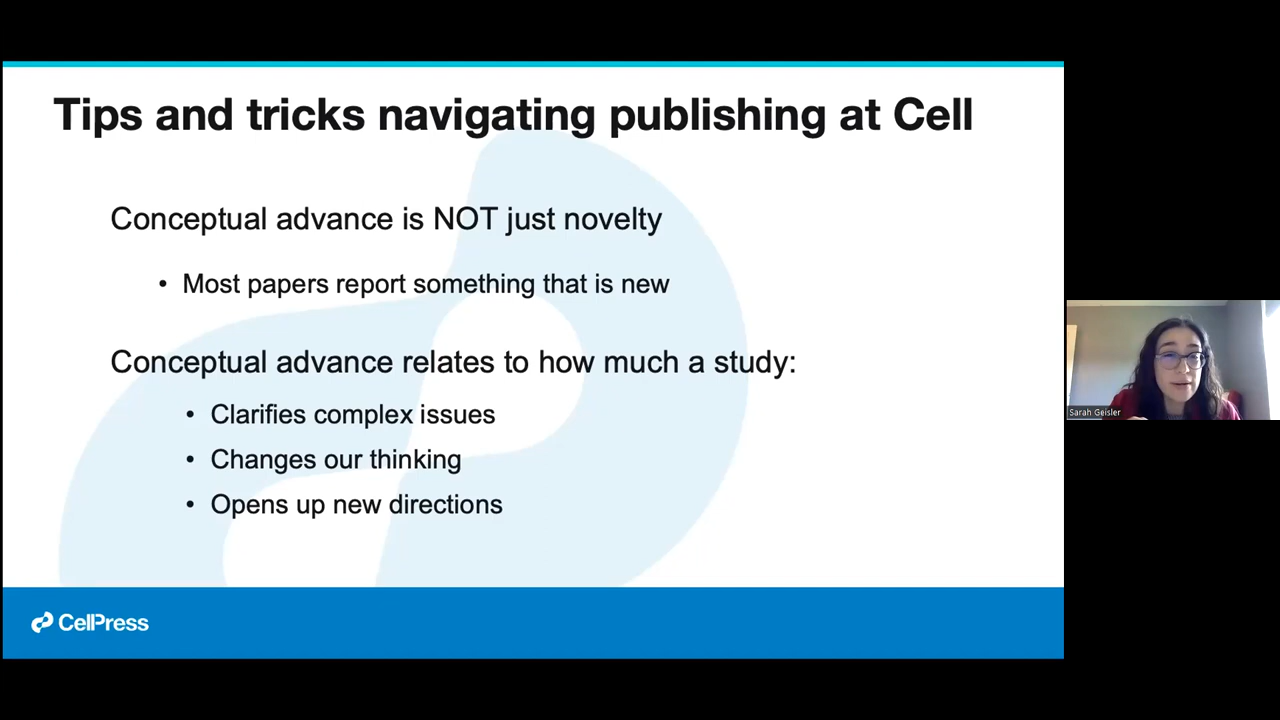 Tips and tricks navigating publishing at Cell
Conceptual advance is NOT just novelty
• Most papers report something that is new
Conceptual advance relates to how much a study:
• Clarifies complex issues
• Changes our thinking
• Opens up new directions
Sarah Geisler
CellPress